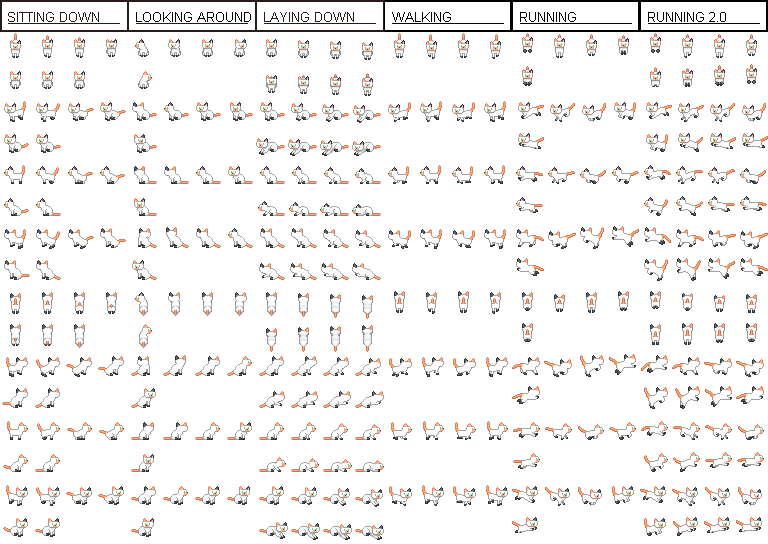 SITTING DOWN
LOOKING AROUND
LAYING DOWN
WALKING
RUNNING
RUNNING 2.0